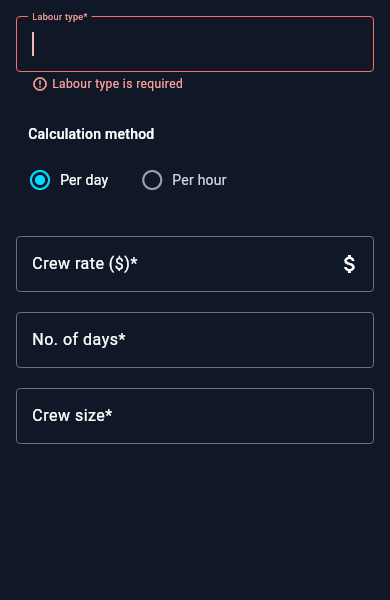 Labour type*
Labour type is required
Calculation method
Per day
Per hour
Crew rate ($)*
$
No. of days*
Crew size*